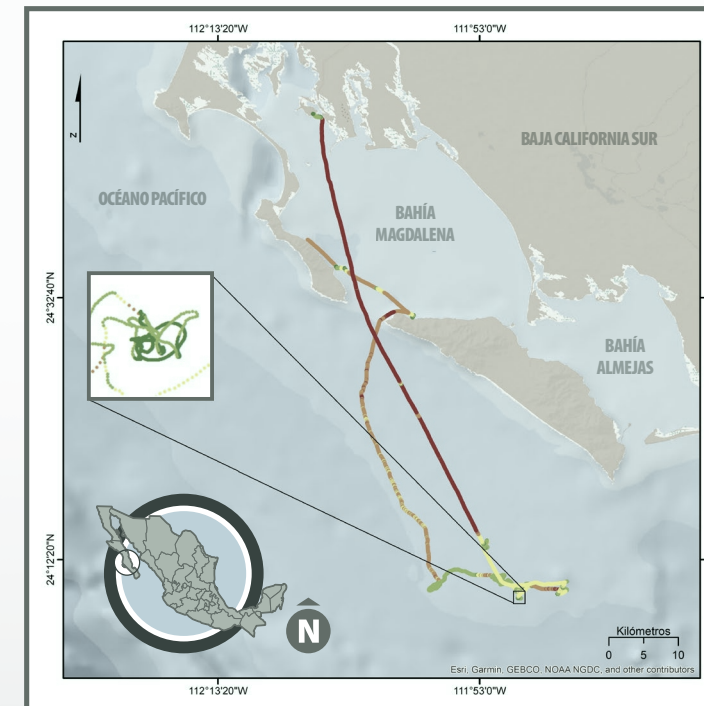 112°13'20"W
111°53'0"W
N
BAJA CALIFORNIA SUR
OCÉANO PACÍFICO
BAHÍA
MAGDALENA
24°32'40"N
BAHÍA
ALMEJAS
24°12'20"N
N
Kilómetros
0 5 10
Esri, Garmin, GEBCO, NOAA NGDC, and other contributors
112°13'20"W
111°53'0"W